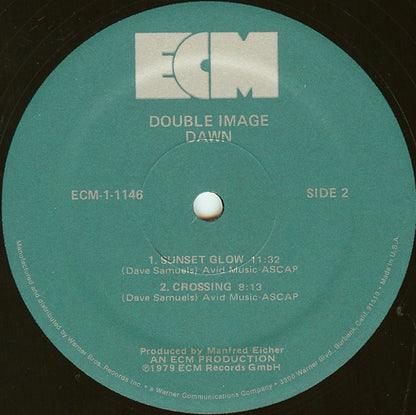 ECM
DOUBLE IMAGE
DAWN
ECM-1-1146
SIDE 2
1. SUNSET GLOW 11:32
(Dave Samuels) Avid Music-ASCAP
2. CROSSING 8:13
(Dave Samuels) Avid Music-ASCAP
Produced by Manfred Eicher
AN ECM PRODUCTION
℗1979 ECM Records GmbH
Manufactured and distributed by Warner Bros. Records Inc. • a Warner Communications Company • 3300 Warner Blvd., Burbank, Calif. 91510 • Made in U.S.A.